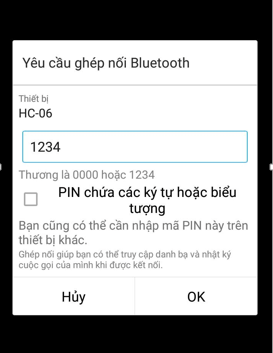 Yêu cầu ghép nối Bluetooth
Thiết bị
HC-06
1234
Thương là 0000 hoặc 1234
PIN chứa các ký tự hoặc biểu
tượng
Bạn cũng có thể cần nhập mã PIN này trên
thiết bị khác.
Ghép nối giúp bạn có thể truy cập danh bạ và nhật ký
cuộc gọi của mình khi được kết nối.
Hủy
OK